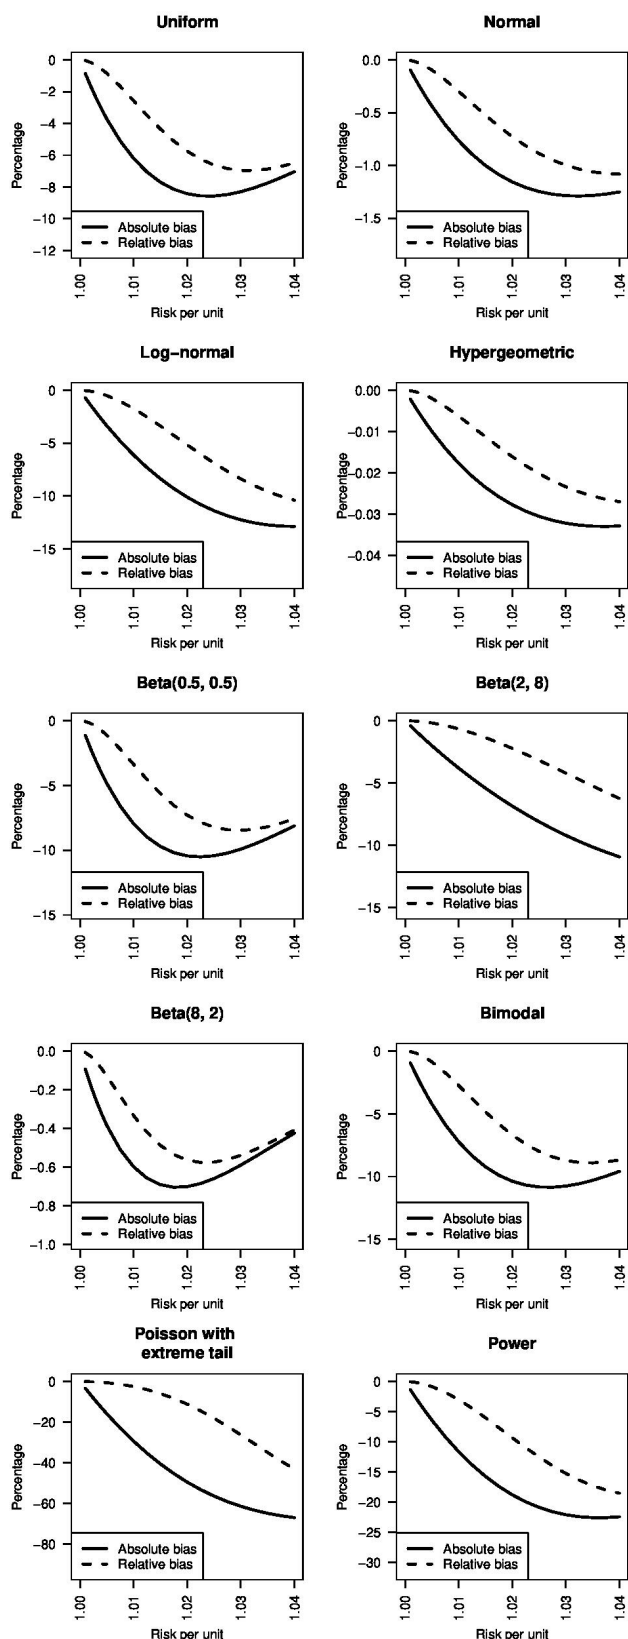 Uniform
Percentage
0
−2
−4
−6
−8
−10
−12
Absolute bias
Relative bias
1.00
1.01
1.02
1.03
1.04
Risk per unit
Normal
Percentage
0.0
−0.5
−1.0
−1.5
Absolute bias
Relative bias
1.00
1.01
1.02
1.03
1.04
Risk per unit
Log−normal
Percentage
0
−5
−10
−15
Absolute bias
Relative bias
1.00
1.01
1.02
1.03
1.04
Risk per unit
Hypergeometric
Percentage
0.00
−0.01
−0.02
−0.03
−0.04
Absolute bias
Relative bias
1.00
1.01
1.02
1.03
1.04
Risk per unit
Beta(0.5, 0.5)
Percentage
0
−5
−10
−15
Absolute bias
Relative bias
1.00
1.01
1.02
1.03
1.04
Risk per unit
Beta(2, 8)
Percentage
0
−5
−10
−15
Absolute bias
Relative bias
1.00
1.01
1.02
1.03
1.04
Risk per unit
Beta(8, 2)
Percentage
0.0
−0.2
−0.4
−0.6
−0.8
−1.0
Absolute bias
Relative bias
1.00
1.01
1.02
1.03
1.04
Risk per unit
Bimodal
Percentage
0
−5
−10
−15
Absolute bias
Relative bias
1.00
1.01
1.02
1.03
1.04
Risk per unit
Poisson with
extreme tail
Percentage
0
−20
−40
−60
−80
Absolute bias
Relative bias
1.00
1.01
1.02
1.03
1.04
Risk per unit
Power
Percentage
0
−5
−10
−15
−20
−25
−30
Absolute bias
Relative bias
1.00
1.01
1.02
1.03
1.04
Risk per unit